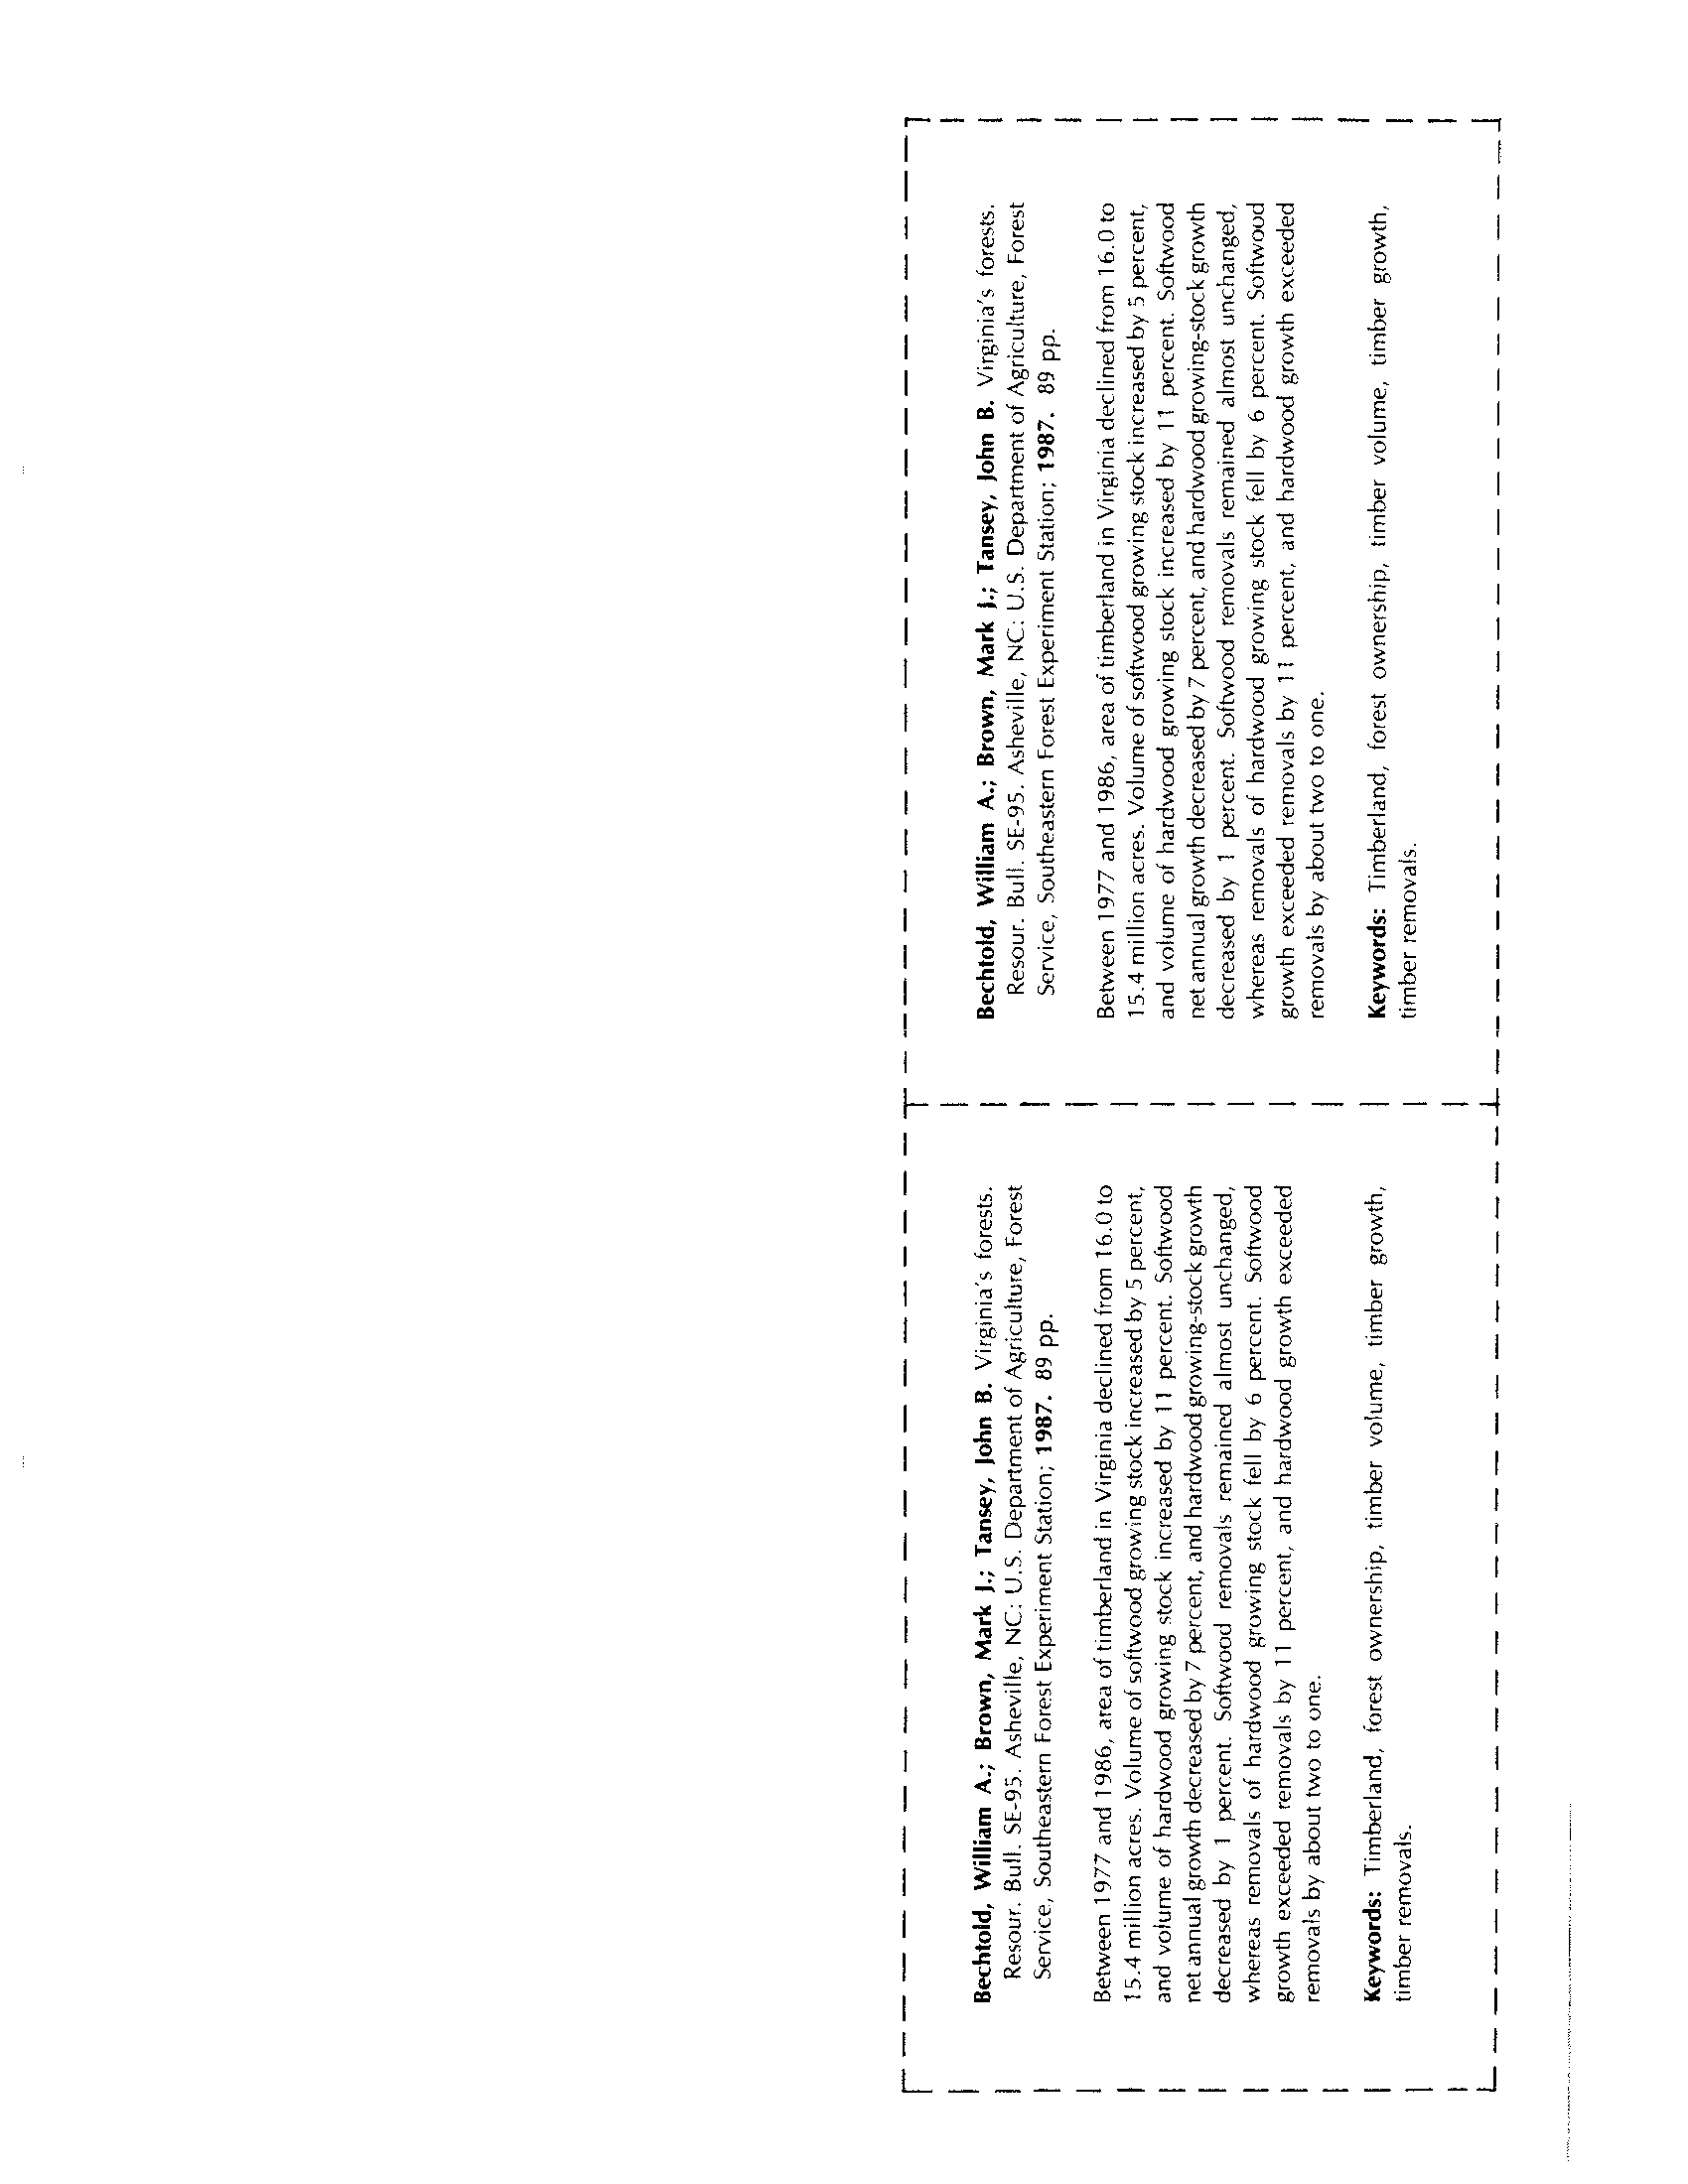 Bechtold, William A.; Brown, Mark J.; Tansey, John B. Virginia's forests.
Resour. Bull. SE-95. Asheville, NC: U.S. Department of Agriculture, Forest
Service, Southeastern Forest Experiment Station; 1987. 89 pp.
Between 1977 and 1986, area of timberland in Virginia declined from 16.0 to
15.4 million acres. Volume of softwood growing stock increased by 5 percent,
and volume of hardwood growing stock increased by 11 percent. Softwood
net annual growth decreased by 7 percent, and hardwood growing-stock growth
decreased by 1 percent. Softwood removals remained almost unchanged,
whereas removals of hardwood growing stock fell by 6 percent. Softwood
growth exceeded removals by 11 percent, and hardwood growth exceeded
removals by about two to one.
Keywords: Timberland, forest ownership, timber volume, timber growth,
timber removals.
Bechtold, William A.; Brown, Mark J.; Tansey, John B. Virginia's forests.
Resour. Bull. SE-95. Asheville, NC: U.S. Department of Agriculture, Forest
Service, Southeastern Forest Experiment Station; 1987. 89 pp.
Between 1977 and 1986, area of timberland in Virginia declined from 16.0 to
15.4 million acres. Volume of softwood growing stock increased by 5 percent,
and volume of hardwood growing stock increased by 11 percent. Softwood
net annual growth decreased by 7 percent, and hardwood growing-stock growth
decreased by 1 percent. Softwood removals remained almost unchanged,
whereas removals of hardwood growing stock fell by 6 percent. Softwood
growth exceeded removals by 11 percent, and hardwood growth exceeded
removals by about two to one.
Keywords: Timberland, forest ownership, timber volume, timber growth,
timber removals.